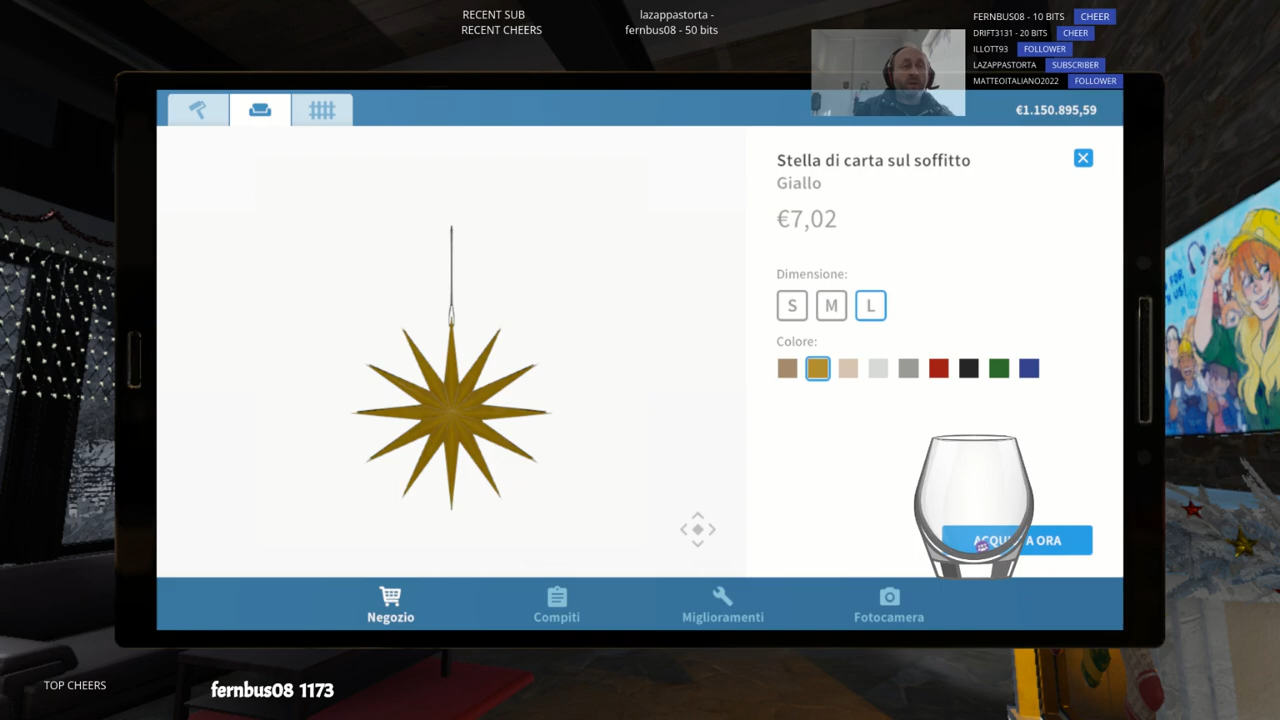 RECENT SUB
lazappastorta -
RECENT CHEERS
fernbus08 - 50 bits
FERNBUS08 - 10 BITS CHEER
DRIFT3131 - 20 BITS CHEER
ILLOTT93 FOLLOWER
LAZAPPASTORTA SUBSCRIBER
MATTEOITALIANO2022 FOLLOWER
€1.150.895,59
Stella di carta sul soffitto
Giallo
€7,02
Dimensione:
S M L
Colore:
ORA
Negozio
Compiti
Miglioramenti
Fotocamera
TOP CHEERS
fernbus08 1173